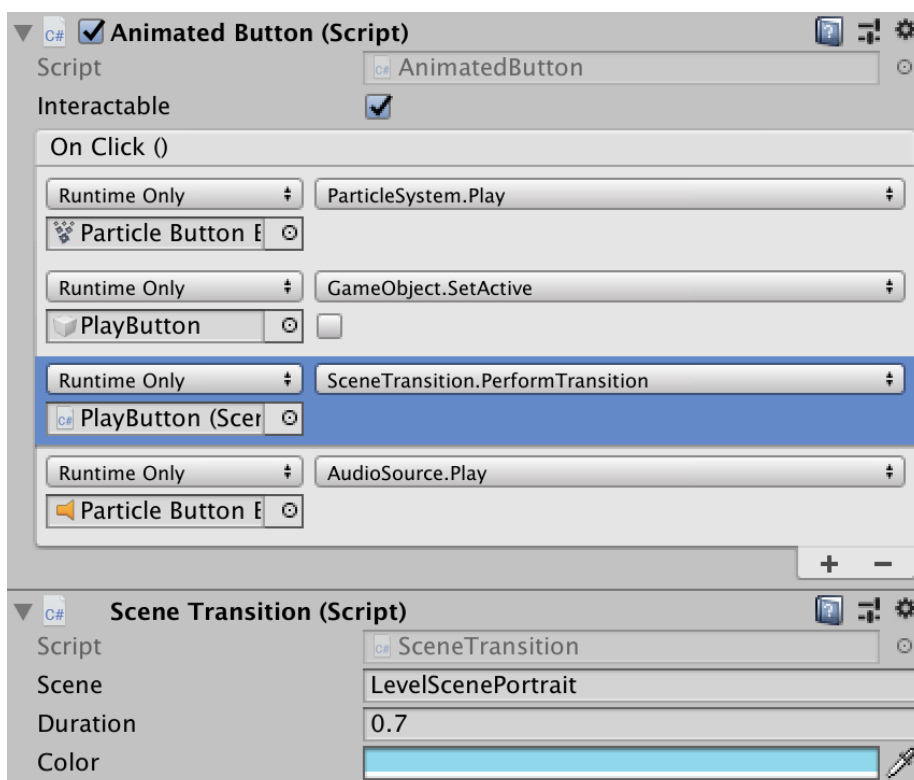 Animated Button (Script)
Script
AnimatedButton
Interactable
On Click ()
Runtime Only
ParticleSystem.Play
Particle Button E
Runtime Only
GameObject.SetActive
PlayButton
Runtime Only
SceneTransition.PerformTransition
PlayButton (Scer
Runtime Only
AudioSource.Play
Particle Button E
Scene Transition (Script)
Script
SceneTransition
Scene
LevelScenePortrait
Duration
0.7
Color